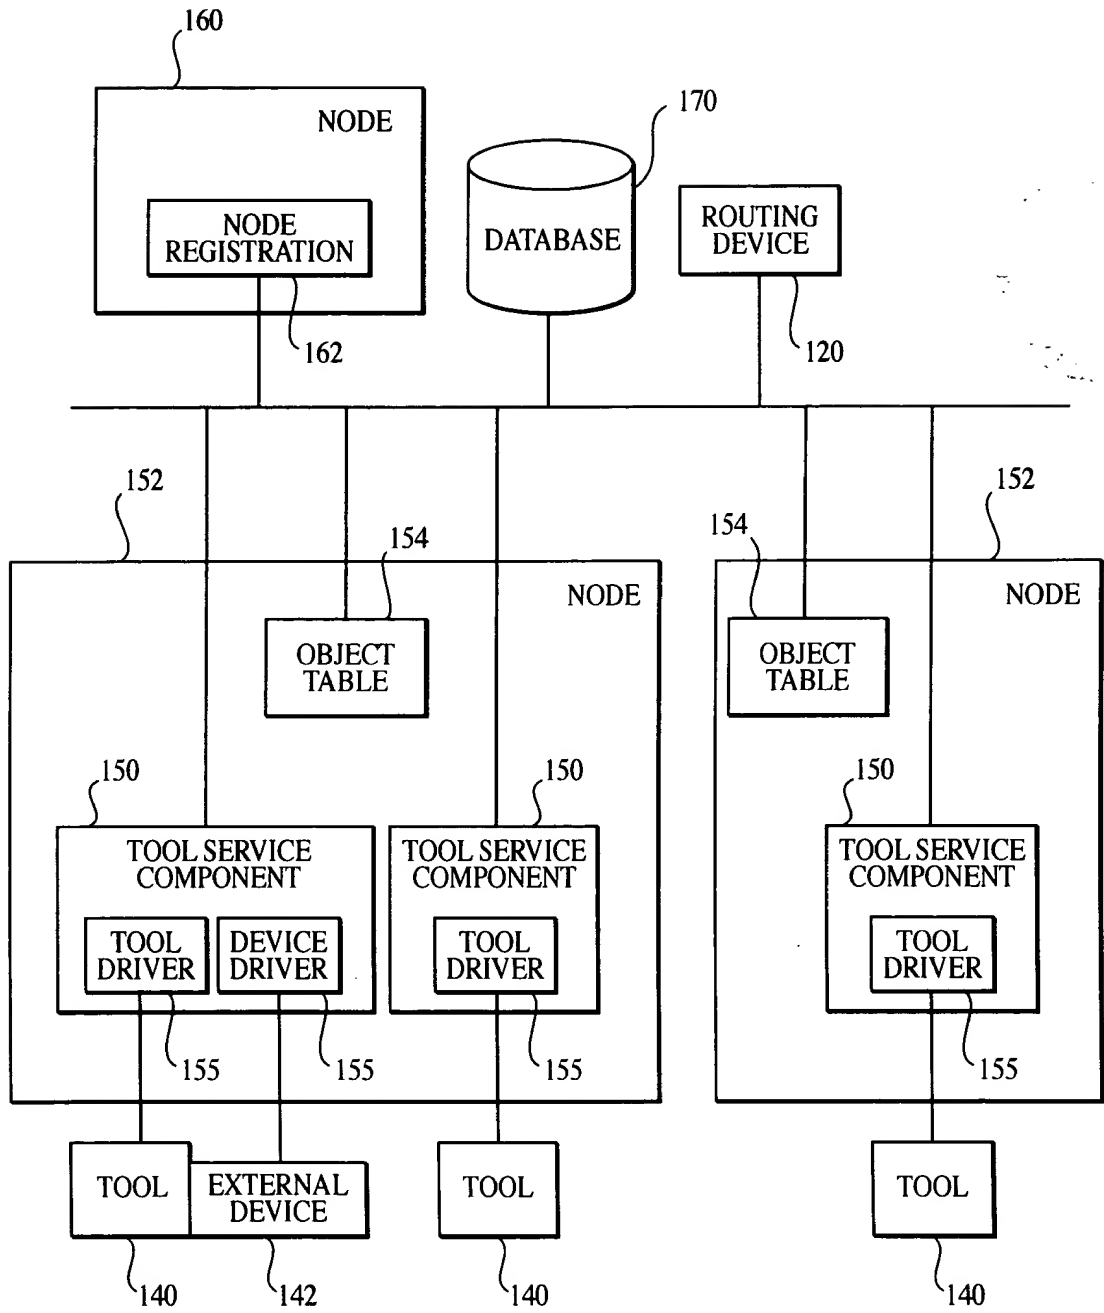 160
NODE
170
NODE
REGISTRATION
DATABASE
ROUTING
DEVICE
162
120
152
152
154
154
NODE
NODE
OBJECT
TABLE
OBJECT
TABLE
150
150
150
TOOL SERVICE
COMPONENT
TOOL SERVICE
COMPONENT
TOOL SERVICE
COMPONENT
TOOL
DRIVER
DEVICE
DRIVER
TOOL
DRIVER
TOOL
DRIVER
155
155
155
155
TOOL
EXTERNAL
DEVICE
TOOL
TOOL
140
142
140
140